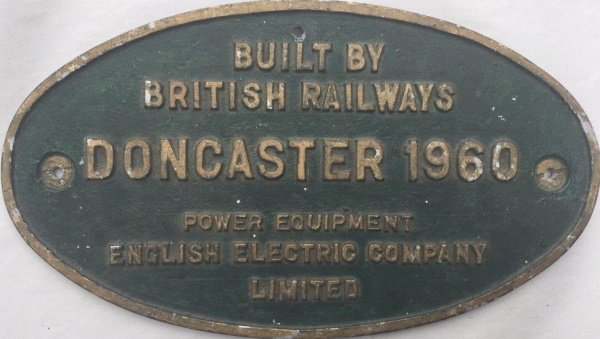 BUILT BY
BRITISH RAILWAYS
DONCASTER 1960
POWER EQUIPMENT
ENGLISH ELECTRIC COMPANY
LIMITED